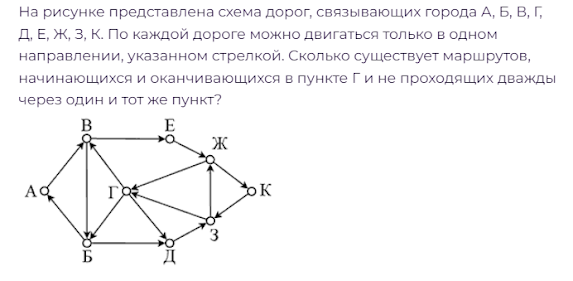 На рисунке представлена схема дорог, связывающих города А, Б, В, Г,
Д, Е, Ж, З, К. По каждой дороге можно двигаться только в одном
направлении, указанном стрелкой. Сколько существует маршрутов,
начинающихся и оканчивающихся в пункте Г и не проходящих дважды
через один и тот же пункт?
В Е
Ж
А Г К
З
Б Д